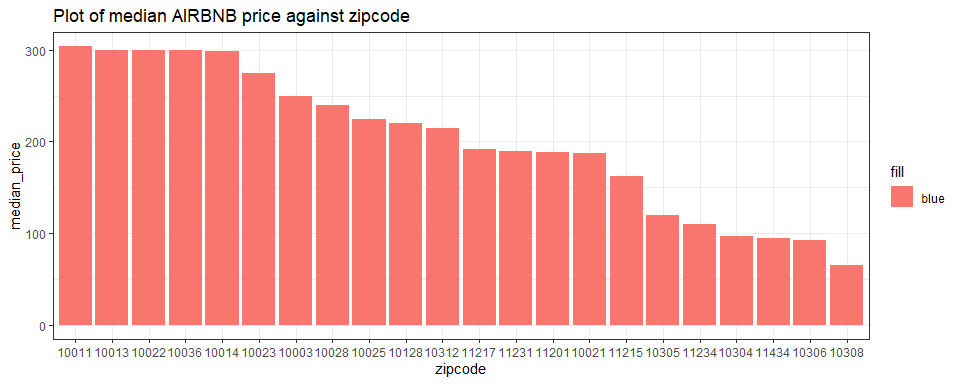 Plot of median AIRBNB price against zipcode
median_price
300
200
100
0
10011 10013 10022 10036 10014 10023 10003 10028 10025 10128 10312 11217 11231 11201 10021 11215 10305 11234 10304 11434 10306 10308
zipcode
fill
blue